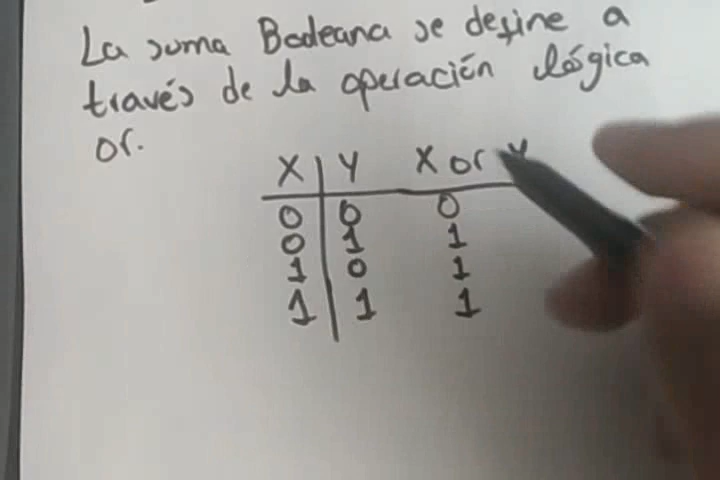 La suma Booleana se define a
través de la operación lógica
or.
X Y X or Y
0 0 0
0 1 1
1 0 1
1 1 1